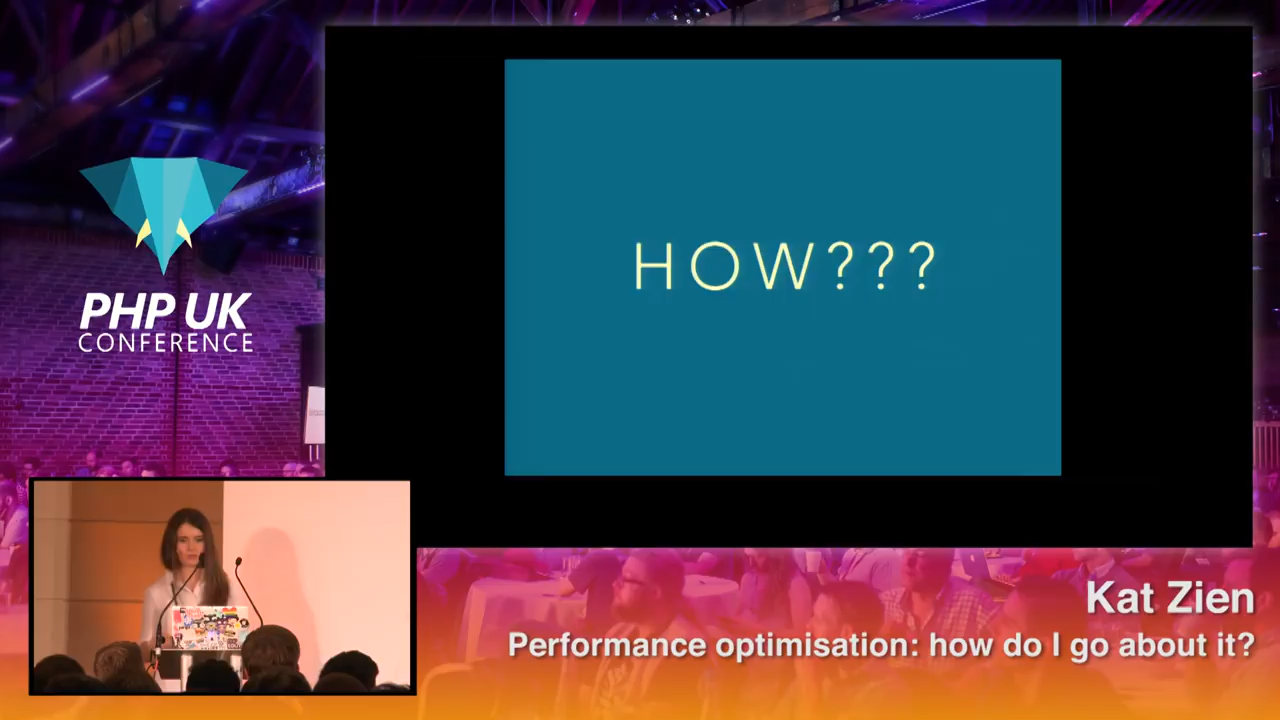 HOW???
PHP UK
CONFERENCE
Kat Zien
Performance optimisation: how do I go about it?